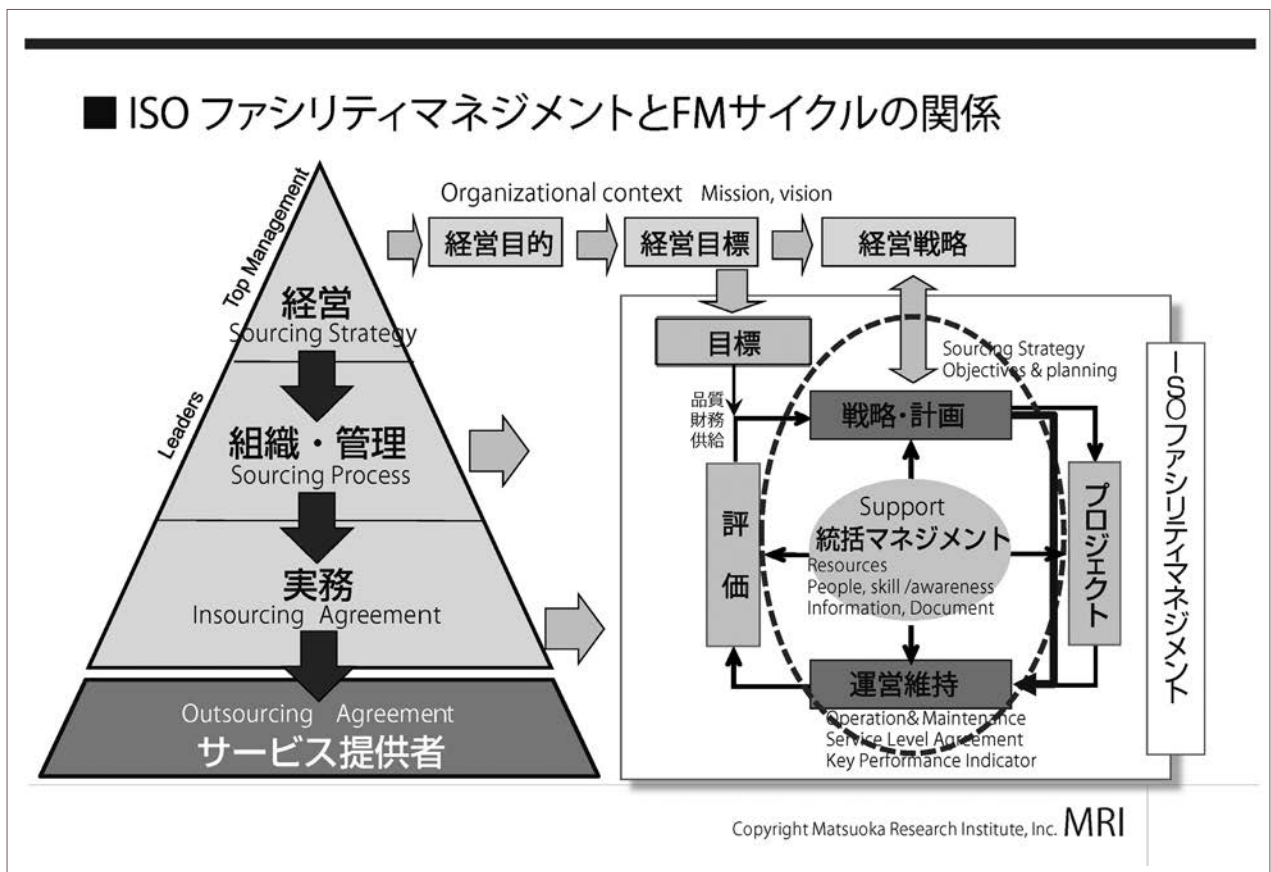 ■ ISO ファシリティマネジメントとFMサイクルの関係
Top Management
Leaders
経営
Sourcing Strategy
組織・管理
Sourcing Process
実務
Insourcing Agreement
Outsourcing Agreement
サービス提供者
Organizational context Mission, vision
経営目的
経営目標
経営戦略
目標
品質
財務
供給
Sourcing Strategy
Objectives & planning
戦略・計画
評価
Support
統括マネジメント
Resources
People, skill /awareness
Information, Document
プロジェクト
運営維持
Operation& Maintenance
Service Level Agreement
Key Performance Indicator
ISOファシリティマネジメント
Copyright Matsuoka Research Institute, Inc. MRI